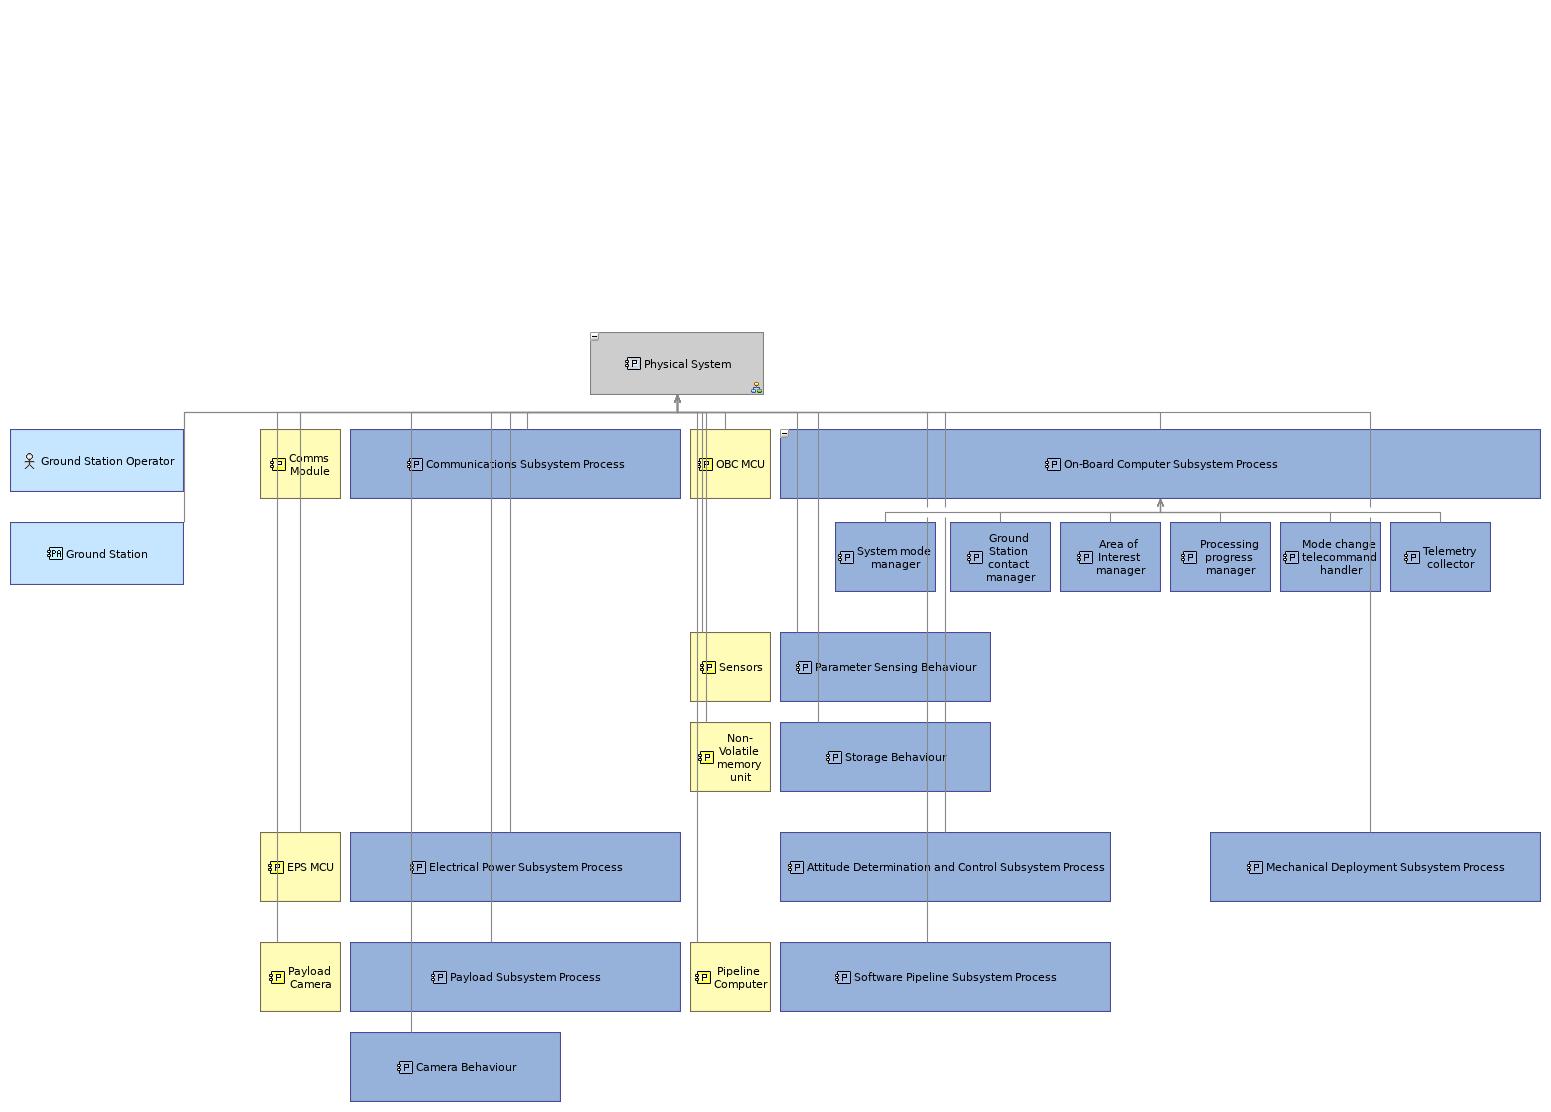 Physical System
Ground Station Operator
Comms
Module
Communications Subsystem Process
OBC MCU
On-Board Computer Subsystem Process
Ground Station
System mode
manager
Ground
Station
contact
manager
Area of
Interest
manager
Processing
progress
manager
Mode change
telecommand
handler
Telemetry
collector
Sensors
Parameter Sensing Behaviour
Non-
Volatile
memory
unit
Storage Behaviour
EPS MCU
Electrical Power Subsystem Process
Attitude Determination and Control Subsystem Process
Mechanical Deployment Subsystem Process
Payload
Camera
Payload Subsystem Process
Pipeline
Computer
Software Pipeline Subsystem Process
Camera Behaviour